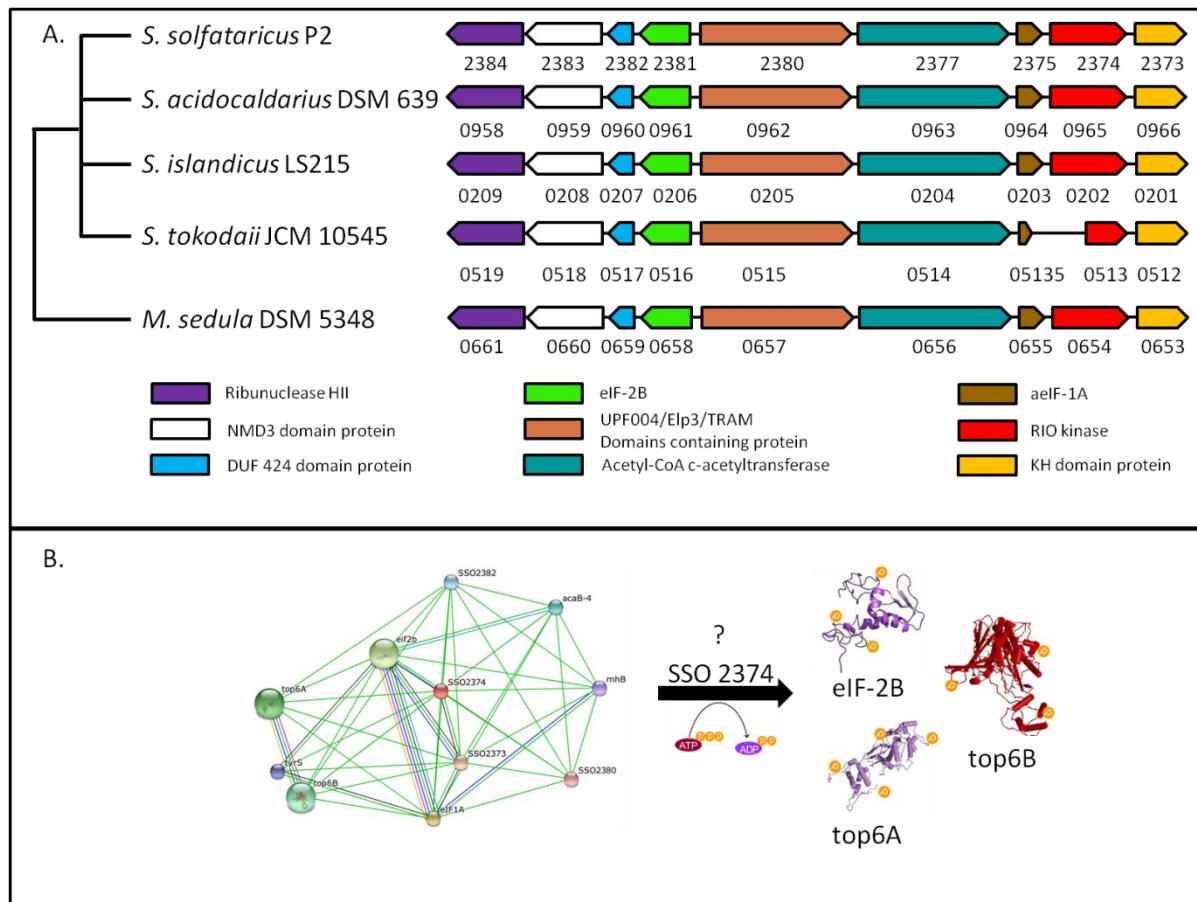 A.
S. solfataricus P2
2384 2383 2382 2381 2380 2377 2375 2374 2373
S. acidocaldarius DSM 639
0958 0959 0960 0961 0962 0963 0964 0965 0966
S. islandicus LS215
0209 0208 0207 0206 0205 0204 0203 0202 0201
S. tokodaii JCM 10545
0519 0518 0517 0516 0515 0514 05135 0513 0512
M. sedula DSM 5348
0661 0660 0659 0658 0657 0656 0655 0654 0653
Ribunuclease HII
NMD3 domain protein
DUF 424 domain protein
eIF-2B
UPF004/Elp3/TRAM
Domains containing protein
Acetyl-CoA c-acetyltransferase
aeIF-1A
RIO kinase
KH domain protein
B.
SSO2382
acaB-4
eif2b
SSO2374
rnhB
top6A
SSO2373
tyrS
SSO2380
top6B
eIF1A
?
SSO 2374
ATP P P P
ADP P P
eIF-2B
top6A
top6B